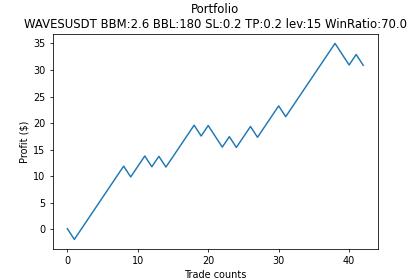 Portfolio
WAVESUSDT BBM:2.6 BBL:180 SL:0.2 TP:0.2 lev:15 WinRatio:70.0
35
30
25
20
15
10
5
0
Profit ($)
0 10 20 30 40
Trade counts